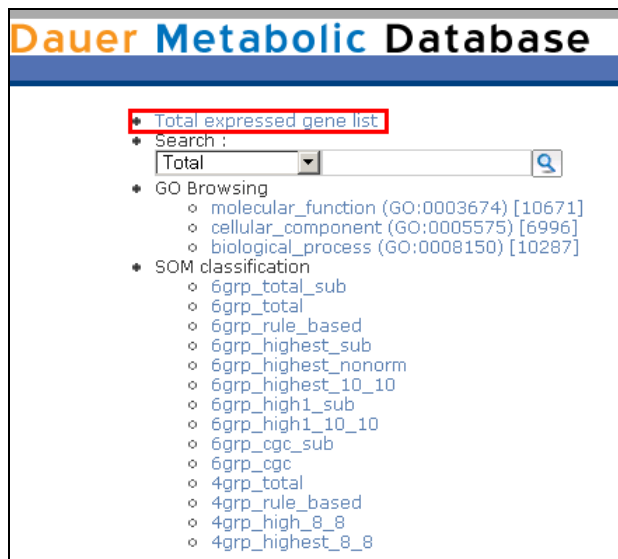 Dauer Metabolic Database
Total expressed gene list
Search :
Total
GO Browsing
molecular_function (GO:0003674) [10671]
cellular_component (GO:0005575) [6996]
biological_process (GO:0008150) [10287]
SOM classification
6grp_total_sub
6grp_total
6grp_rule_based
6grp_highest_sub
6grp_highest_nonorm
6grp_highest_10_10
6grp_high1_sub
6grp_high1_10_10
6grp_cgc_sub
6grp_cgc
4grp_total
4grp_rule_based
4grp_high_8_8
4grp_highest_8_8